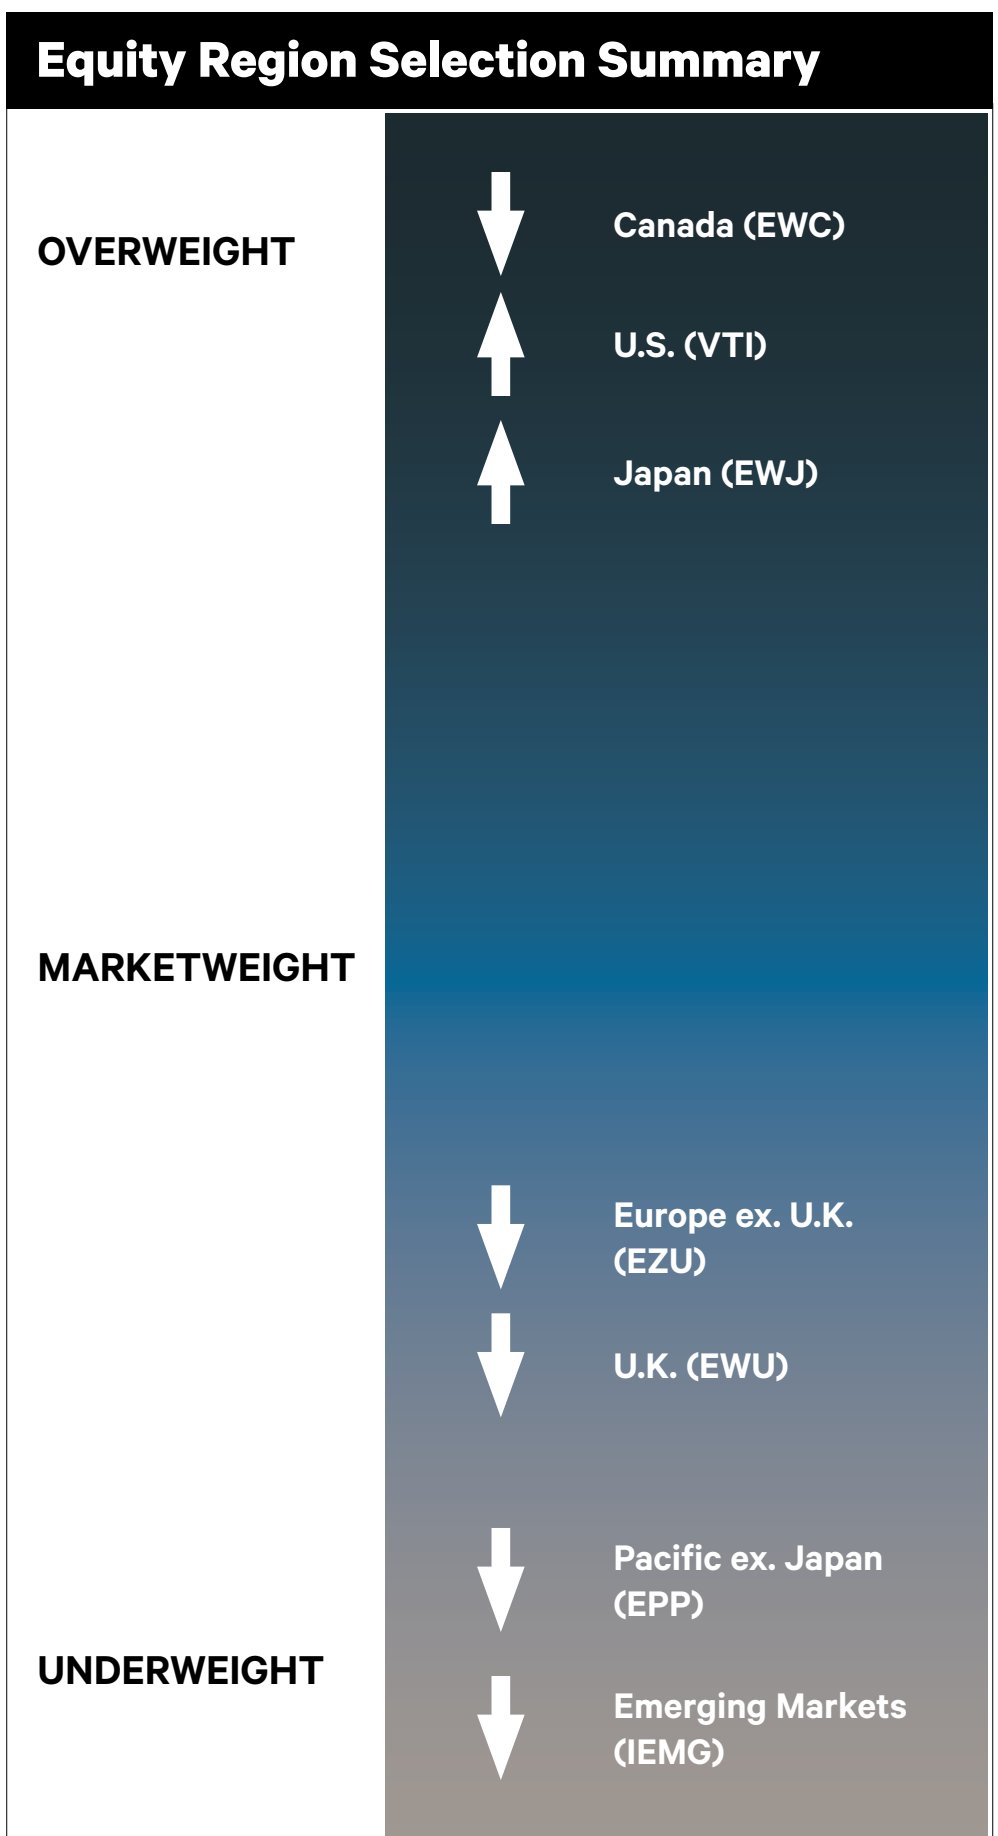 Equity Region Selection Summary
OVERWEIGHT
Canada (EWC)
U.S. (VTI)
Japan (EWJ)
MARKETWEIGHT
Europe ex. U.K.
(EZU)
U.K. (EWU)
Pacific ex. Japan
(EPP)
UNDERWEIGHT
Emerging Markets
(IEMG)